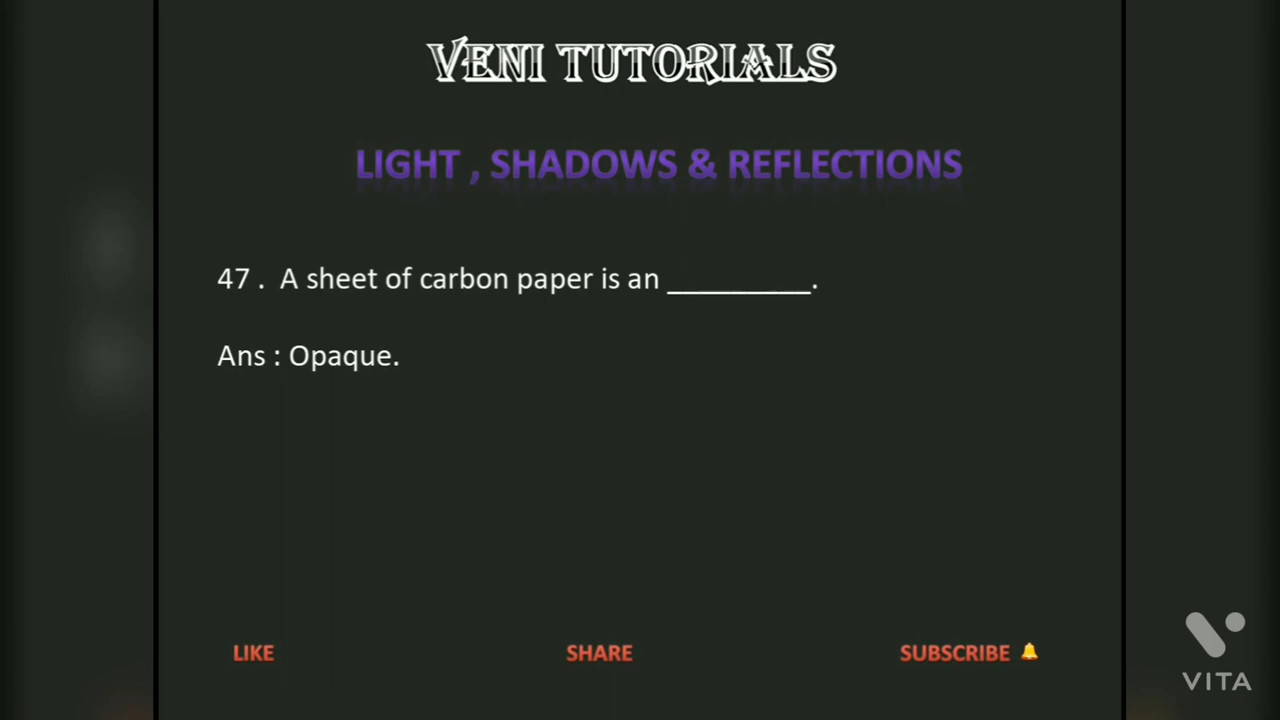 VENI TUTORIALS
LIGHT , SHADOWS & REFLECTIONS
47 .  A sheet of carbon paper is an _________.
Ans : Opaque.
LIKE SHARE SUBSCRIBE 🔔
VITA